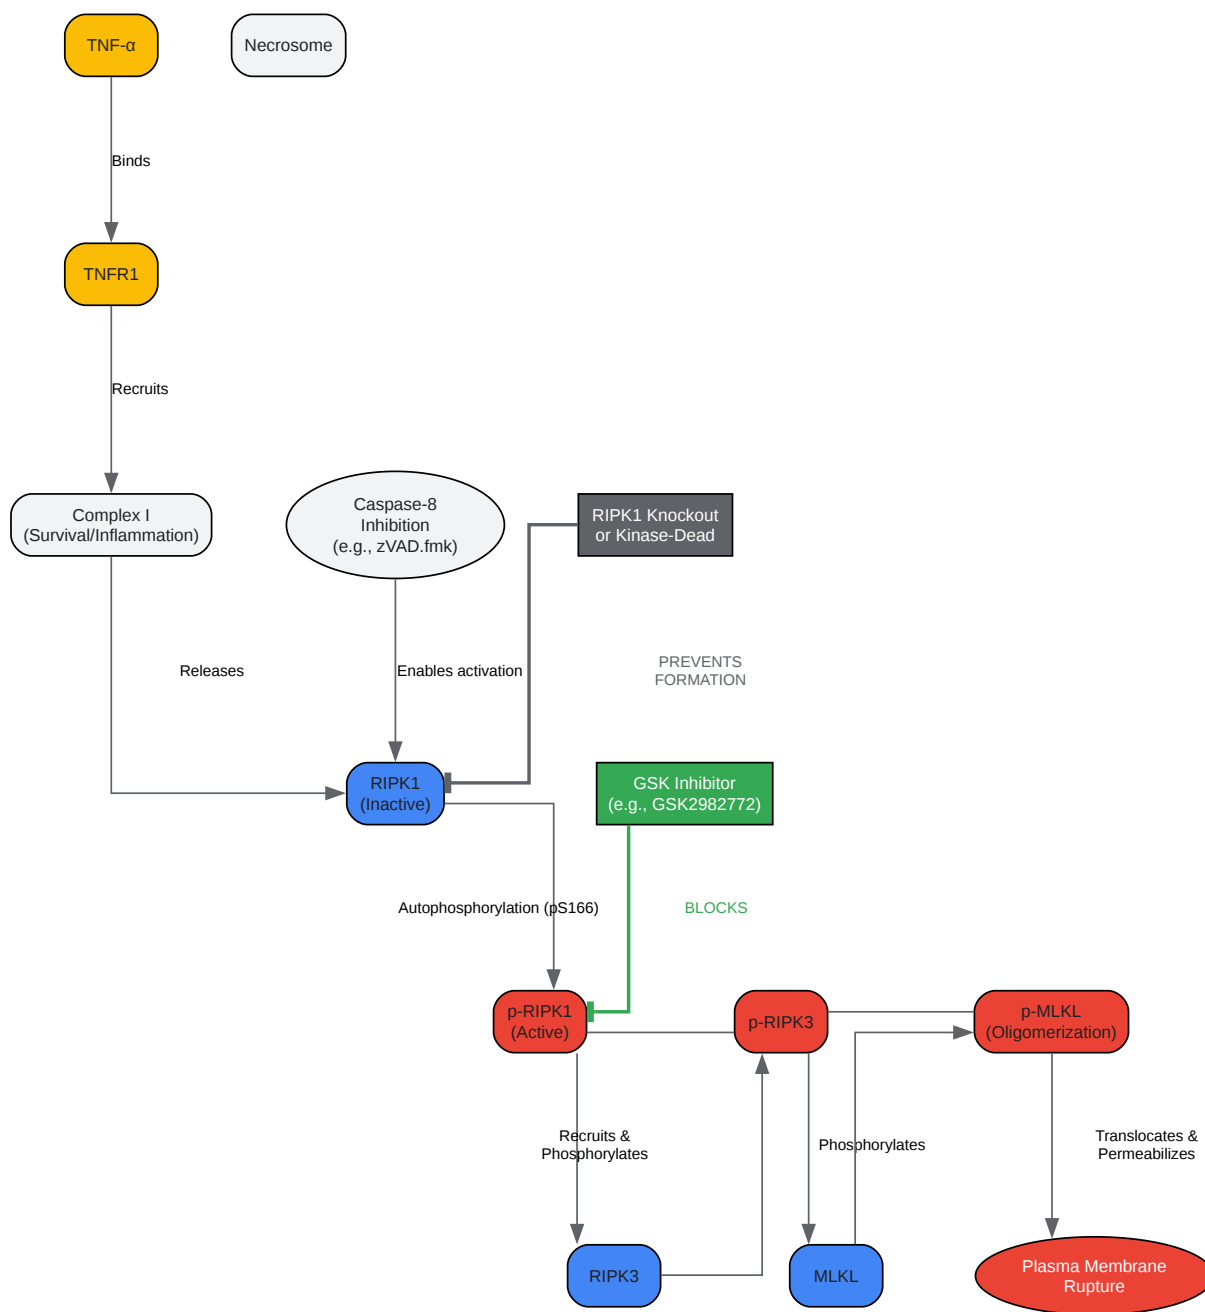 TNF-α
Necrosome
Binds
TNFR1
Recruits
Complex I
(Survival/Inflammation)
Caspase-8
Inhibition
(e.g., zVAD.fmk)
RIPK1 Knockout
or Kinase-Dead
Releases
Enables activation
PREVENTS
FORMATION
RIPK1
(Inactive)
GSK Inhibitor
(e.g., GSK2982772)
Autophosphorylation (pS166)
BLOCKS
p-RIPK1
(Active)
p-RIPK3
p-MLKL
(Oligomerization)
Recruits &
Phosphorylates
Phosphorylates
Translocates &
Permeabilizes
RIPK3
MLKL
Plasma Membrane
Rupture